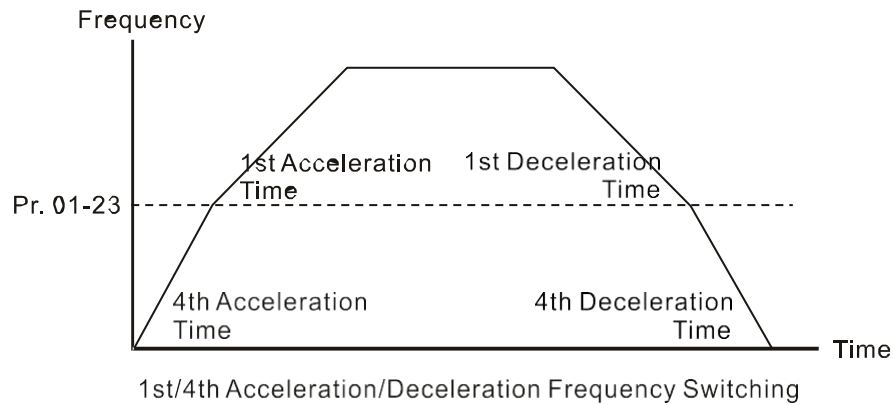 Frequency
1st Acceleration
Time
1st Deceleration
Time
Pr. 01-23
4th Acceleration
Time
4th Deceleration
Time
Time
1st/4th Acceleration/Deceleration Frequency Switching